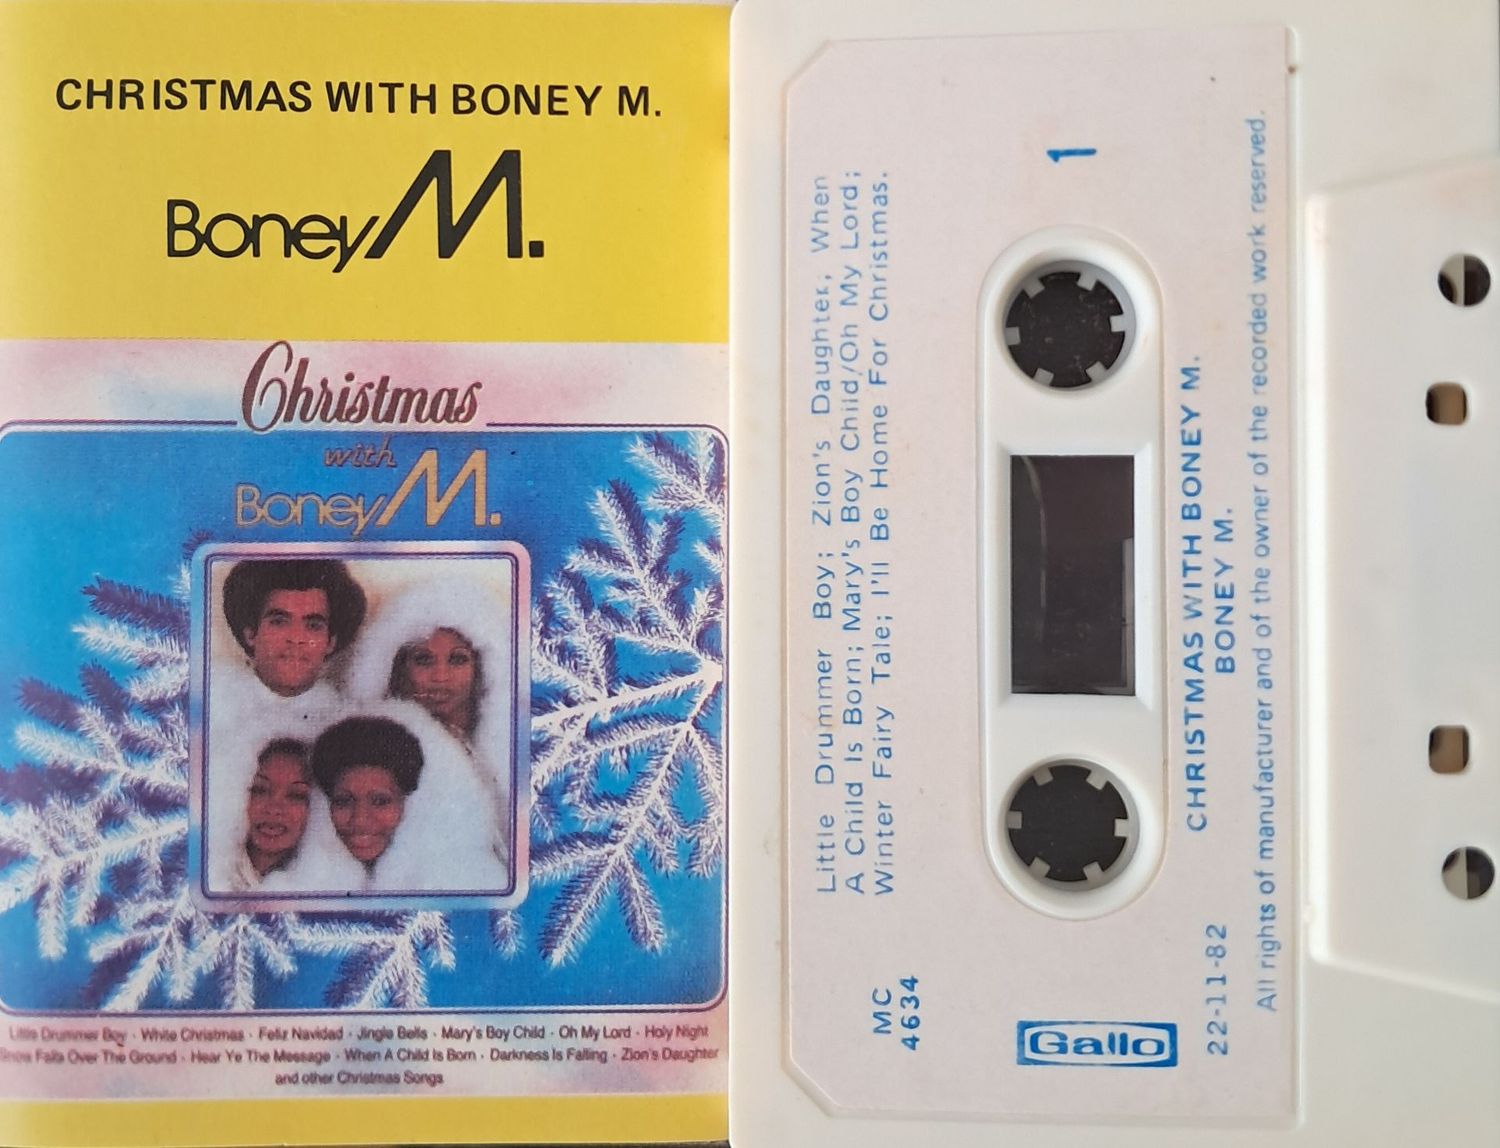 CHRISTMAS WITH BONEY M.
Boney M.
Christmas
with
Boney M.
Little Drummer Boy · White Christmas · Feliz Navidad · Jingle Bells · Mary's Boy Child · Oh My Lord · Holy Night
Snow Falls Over The Ground · Hear Ye The Message · When A Child Is Born · Darkness Is Falling · Zion's Daughter
and other Christmas Songs
1
Little Drummer Boy; Zion's Daughter; When
A Child Is Born; Mary's Boy Child/Oh My Lord;
Winter Fairy Tale; I'll Be Home For Christmas.
MC
4634
Gallo
CHRISTMAS WITH BONEY M.
BONEY M.
22-11-82
All rights of manufacturer and of the owner of the recorded work reserved.